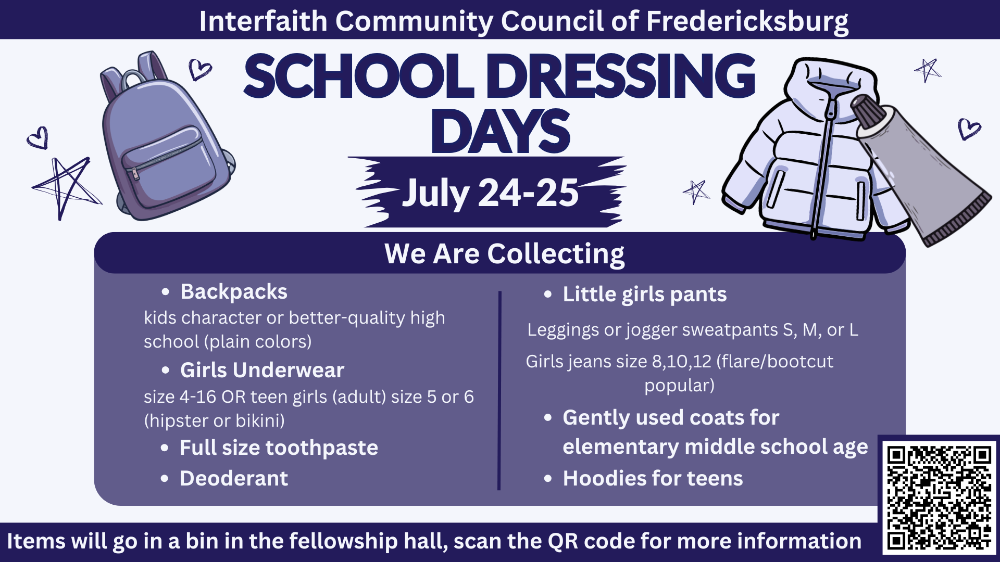 Interfaith Community Council of Fredericksburg
SCHOOL DRESSING
DAYS
July 24-25
We Are Collecting
• Backpacks
kids character or better-quality high
school (plain colors)
• Girls Underwear
size 4-16 OR teen girls (adult) size 5 or 6
(hipster or bikini)
• Full size toothpaste
• Deoderant
• Little girls pants
Leggings or jogger sweatpants S, M, or L
Girls jeans size 8,10,12 (flare/bootcut
popular)
• Gently used coats for
elementary middle school age
• Hoodies for teens
Items will go in a bin in the fellowship hall, scan the QR code for more information